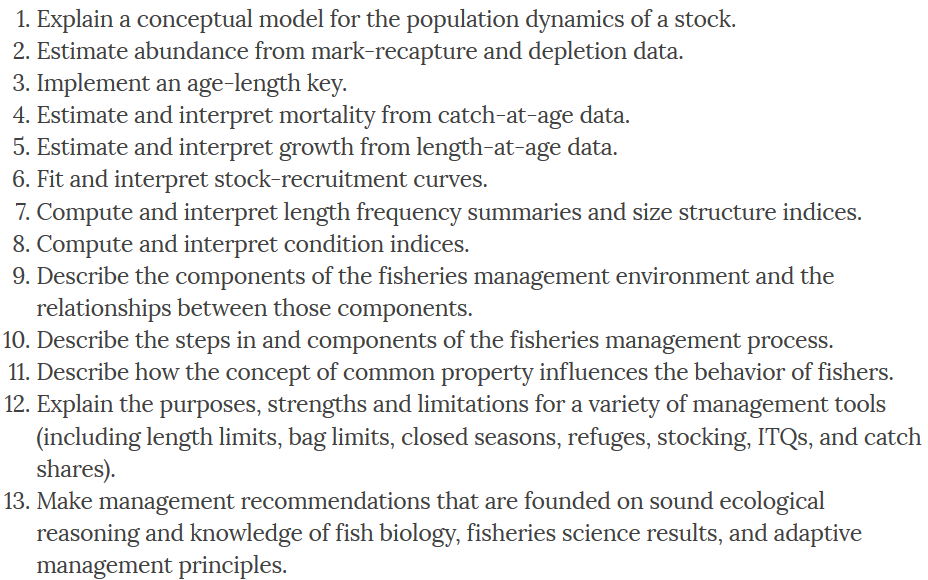 1. Explain a conceptual model for the population dynamics of a stock.
2. Estimate abundance from mark-recapture and depletion data.
3. Implement an age-length key.
4. Estimate and interpret mortality from catch-at-age data.
5. Estimate and interpret growth from length-at-age data.
6. Fit and interpret stock-recruitment curves.
7. Compute and interpret length frequency summaries and size structure indices.
8. Compute and interpret condition indices.
9. Describe the components of the fisheries management environment and the
relationships between those components.
10. Describe the steps in and components of the fisheries management process.
11. Describe how the concept of common property influences the behavior of fishers.
12. Explain the purposes, strengths and limitations for a variety of management tools
(including length limits, bag limits, closed seasons, refuges, stocking, ITQs, and catch
shares).
13. Make management recommendations that are founded on sound ecological
reasoning and knowledge of fish biology, fisheries science results, and adaptive
management principles.